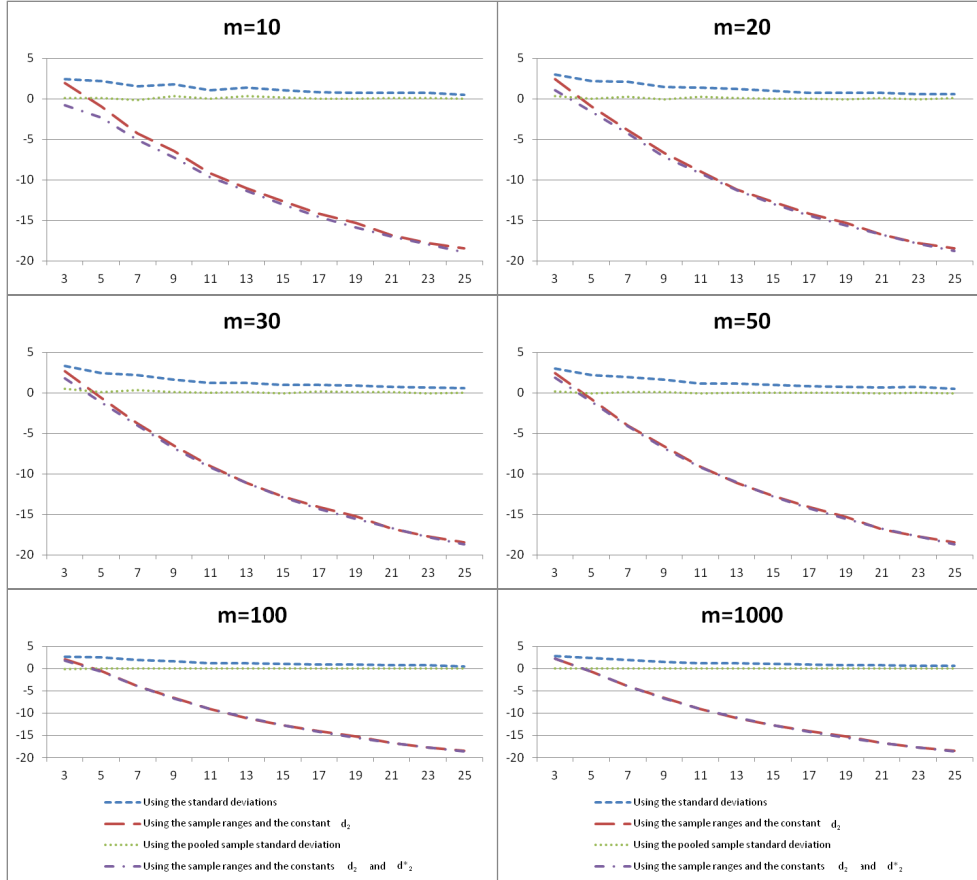 m=10
5
0
-5
-10
-15
-20
3 5 7 9 11 13 15 17 19 21 23 25
m=20
5
0
-5
-10
-15
-20
3 5 7 9 11 13 15 17 19 21 23 25
m=30
5
0
-5
-10
-15
-20
3 5 7 9 11 13 15 17 19 21 23 25
m=50
5
0
-5
-10
-15
-20
3 5 7 9 11 13 15 17 19 21 23 25
m=100
5
0
-5
-10
-15
-20
3 5 7 9 11 13 15 17 19 21 23 25
Using the standard deviations
Using the sample ranges and the constant d₂
Using the pooled sample standard deviation
Using the sample ranges and the constants d₂ and d*₂
m=1000
5
0
-5
-10
-15
-20
3 5 7 9 11 13 15 17 19 21 23 25
Using the standard deviations
Using the sample ranges and the constant d₂
Using the pooled sample standard deviation
Using the sample ranges and the constants d₂ and d*₂